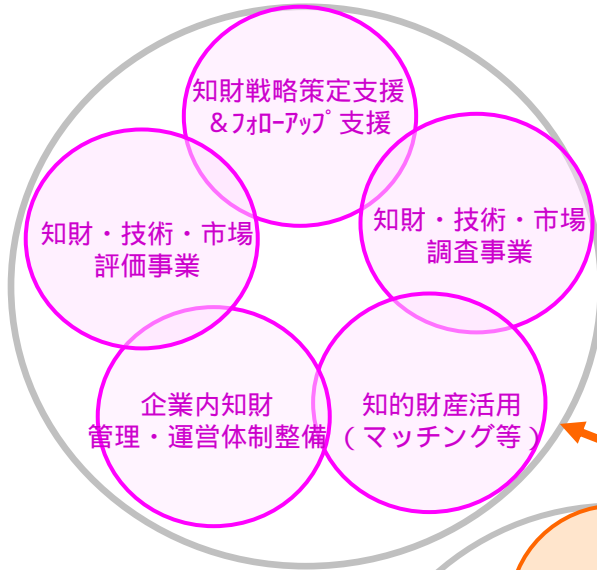 知財戦略策定支援
&ﾌｫﾛｰｱｯﾌﾟ支援
知財・技術・市場
評価事業
知財・技術・市場
調査事業
企業内知財
管理・運営体制整備
知的財産活用
(マッチング等)